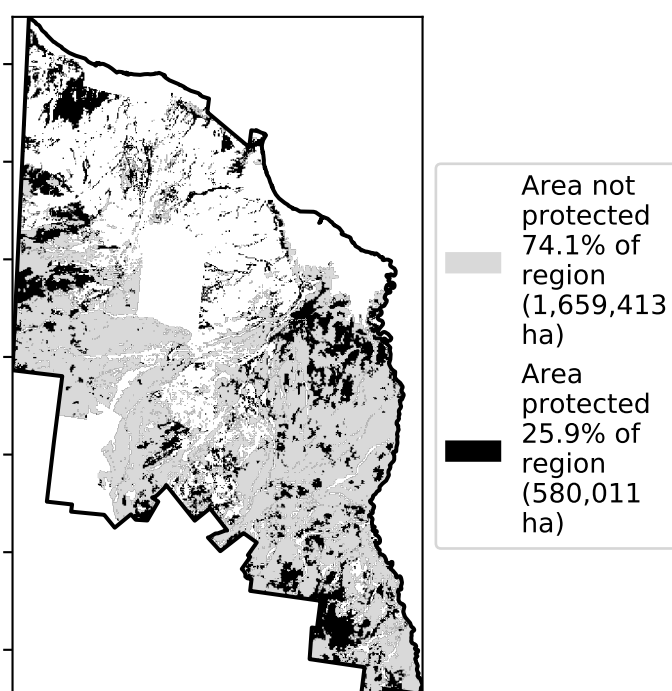 Area not
protected
74.1% of
region
(1,659,413
ha)
Area
protected
25.9% of
region
(580,011
ha)